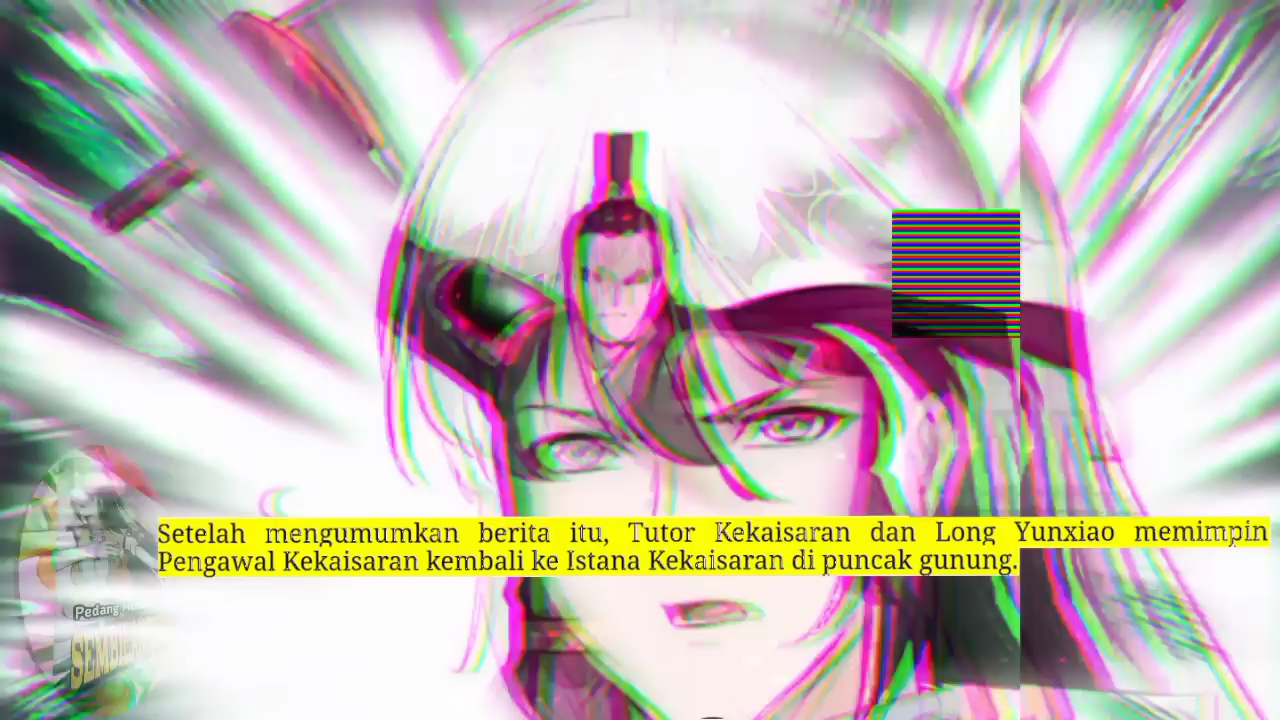 Setelah mengumumkan berita itu, Tutor Kekaisaran dan Long Yunxiao memimpin
Pengawal Kekaisaran kembali ke Istana Kekaisaran di puncak gunung.
Pedang